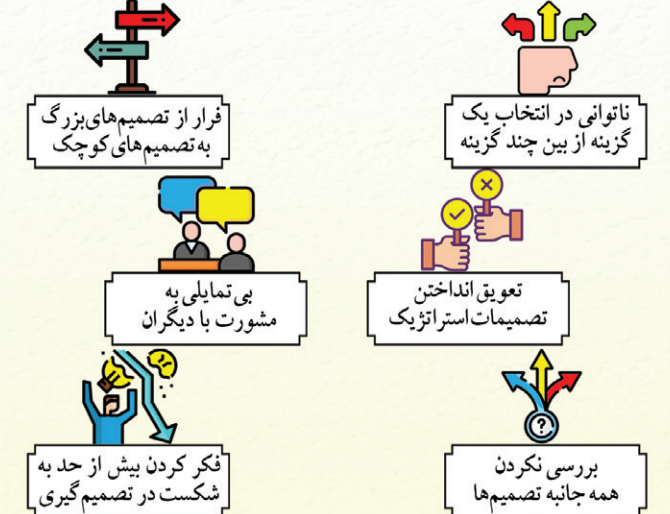 ناتوانی در انتخاب یک
گزینه از بین چند گزینه
فرار از تصمیم‌های بزرگ
به تصمیم‌های کوچک
تعویق انداختن
تصمیمات استراتژیک
بی‌تمایلی به
مشورت با دیگران
بررسی نکردن
همه جانبه تصمیم‌ها
فکر کردن بیش از حد به
شکست در تصمیم گیری